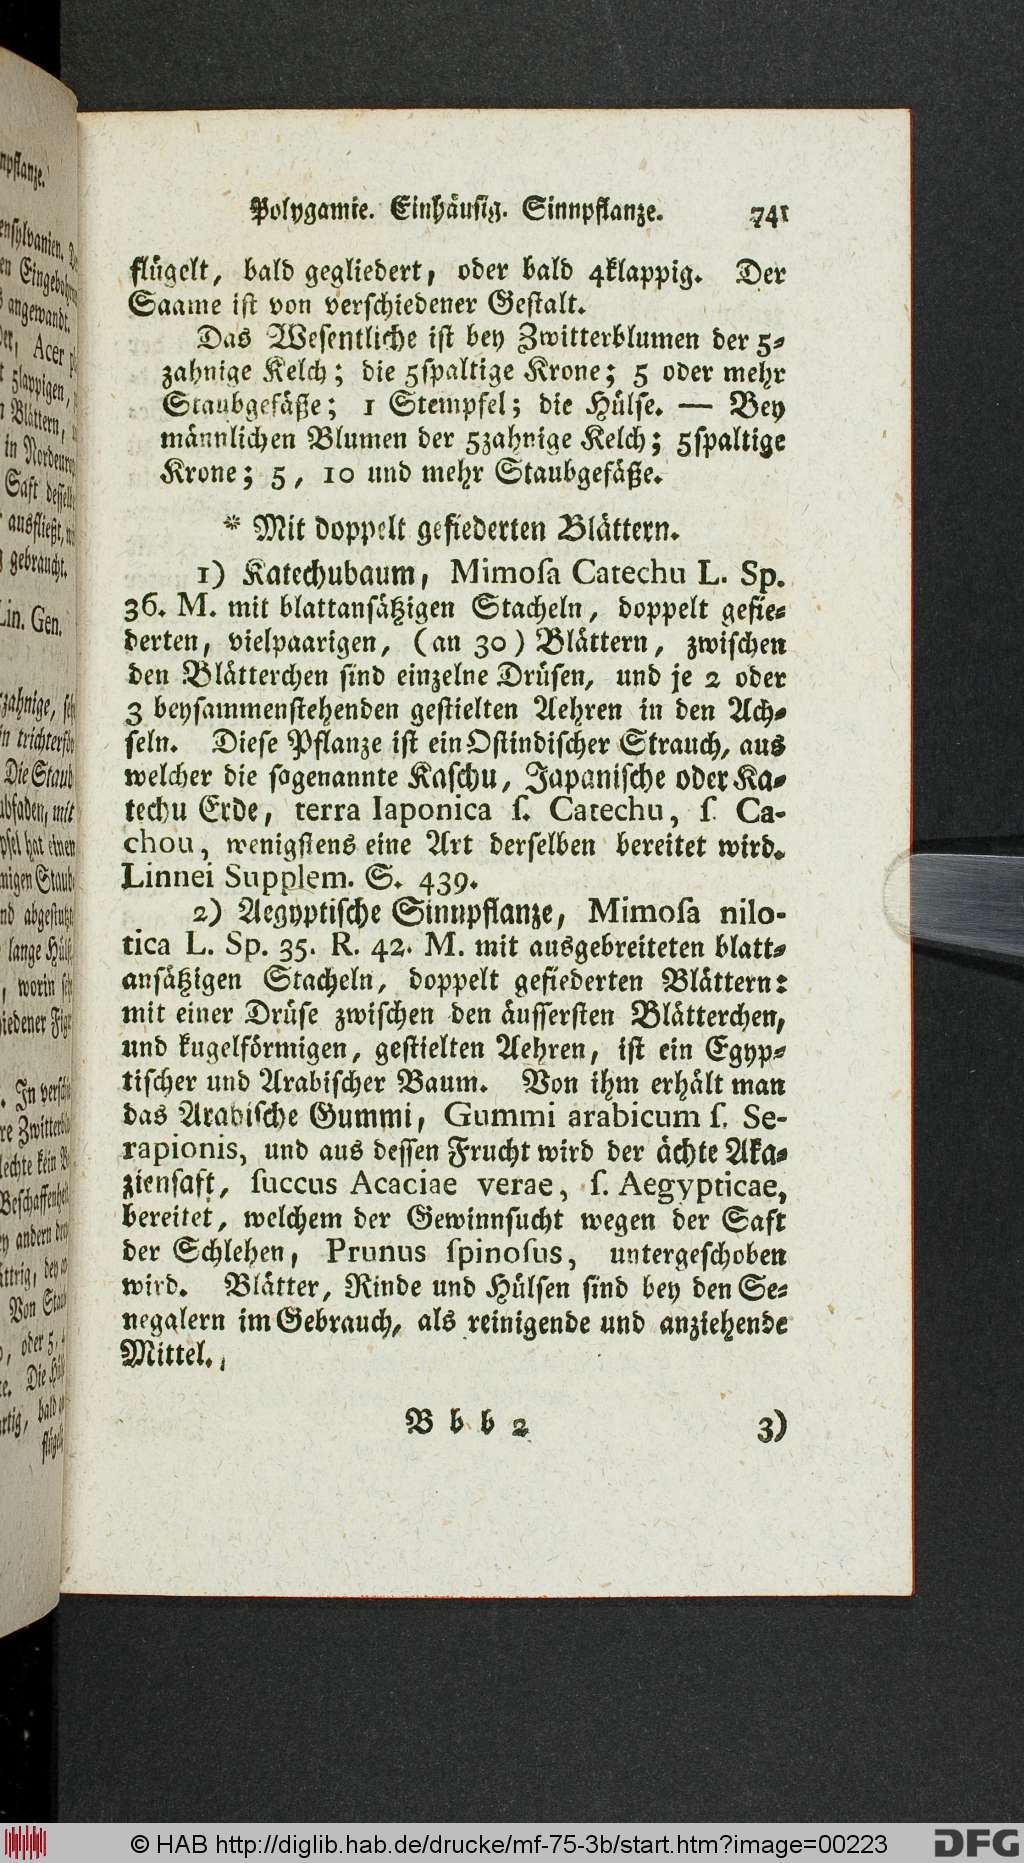 Polygamie. Einhäusig. Sinnpflanze. 741
flügelt, bald gegliedert, oder bald 4klappig. Der
Saame ist von verschiedener Gestalt.
Das Wesentliche ist bey Zwitterblumen der 5-
zahnige Kelch; die 5spaltige Krone; 5 oder mehr
Staubgefäße; 1 Stempfel; die Hülse. — Bey
männlichen Blumen der 5zahnige Kelch; 5spaltige
Krone; 5, 10 und mehr Staubgefäße.
* Mit doppelt gefiederten Blättern.
1) Katechubaum, Mimoſa Catechu L. Sp.
36. M. mit blattansätzigen Stacheln, doppelt gefie-
derten, vielpaarigen, (an 30) Blättern, zwischen
den Blätterchen sind einzelne Drüsen, und je 2 oder
3 beysammenstehenden gestielten Aehren in den Ach-
seln. Diese Pflanze ist ein Ostindischer Strauch, aus
welcher die sogenannte Kaschu, Japanische oder Ka-
techu Erde, terra Iaponica ſ. Catechu, ſ. Ca-
chou, wenigstens eine Art derselben bereitet wird.
Linnei Supplem. S. 439.
2) Aegyptische Sinnpflanze, Mimoſa nilo-
tica L. Sp. 35. R. 42. M. mit ausgebreiteten blatt-
ansätzigen Stacheln, doppelt gefiederten Blättern:
mit einer Drüse zwischen den äussersten Blätterchen,
und kugelförmigen, gestielten Aehren, ist ein Egyp-
tischer und Arabischer Baum. Von ihm erhält man
das Arabische Gummi, Gummi arabicum ſ. Se-
rapionis, und aus dessen Frucht wird der ächte Aka-
ziensaft, ſuccus Acaciae verae, ſ. Aegypticae,
bereitet, welchem der Gewinnsucht wegen der Saft
der Schlehen, Prunus ſpinoſus, untergeschoben
wird. Blätter, Rinde und Hülsen sind bey den Se-
negalern im Gebrauch, als reinigende und anziehende
Mittel.
B b b 2 3)
© HAB http://diglib.hab.de/drucke/mf-75-3b/start.htm?image=00223
DFG